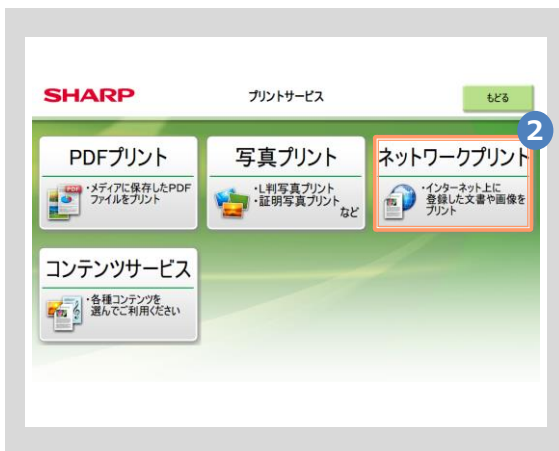 SHARP
プリントサービス
もどる
2
PDFプリント
・メディアに保存したPDF
ファイルをプリント
写真プリント
・L判写真プリント
・証明写真プリント
など
ネットワークプリント
・インターネット上に
登録した文書や画像を
プリント
コンテンツサービス
・各種コンテンツを
選んでご利用ください